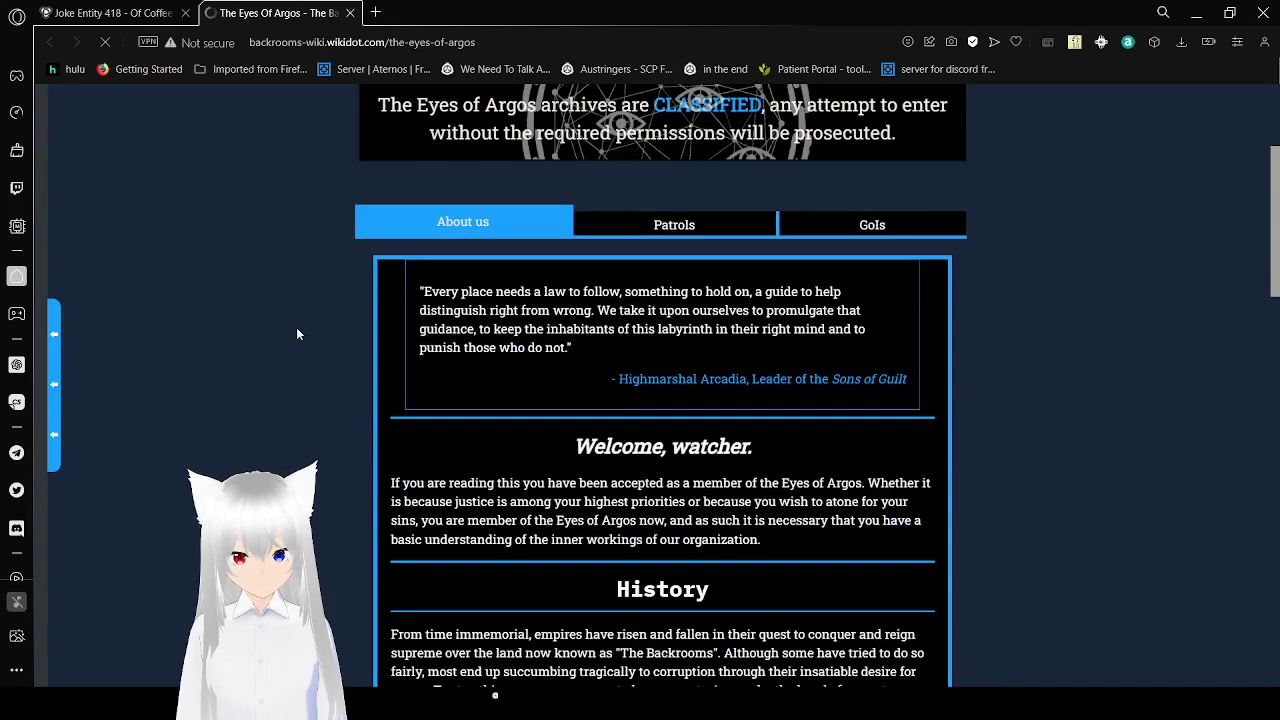 Joke Entity 418 - Of Coffee
The Eyes Of Argos - The Ba
VPN
Not secure
backrooms-wiki.wikidot.com/the-eyes-of-argos
hulu
Getting Started
Imported from Firef...
Server | Aternos | Fr...
We Need To Talk A...
Austringers - SCP F...
in the end
Patient Portal - tool...
server for discord fr...
The Eyes of Argos archives are CLASSIFIED, any attempt to enter
without the required permissions will be prosecuted.
About us
Patrols
GoIs
"Every place needs a law to follow, something to hold on, a guide to help
distinguish right from wrong. We take it upon ourselves to promulgate that
guidance, to keep the inhabitants of this labyrinth in their right mind and to
punish those who do not."
- Highmarshal Arcadia, Leader of the Sons of Guilt
Welcome, watcher.
If you are reading this you have been accepted as a member of the Eyes of Argos. Whether it
is because justice is among your highest priorities or because you wish to atone for your
sins, you are member of the Eyes of Argos now, and as such it is necessary that you have a
basic understanding of the inner workings of our organization.
History
From time immemorial, empires have risen and fallen in their quest to conquer and reign
supreme over the land now known as "The Backrooms". Although some have tried to do so
fairly, most end up succumbing tragically to corruption through their insatiable desire for